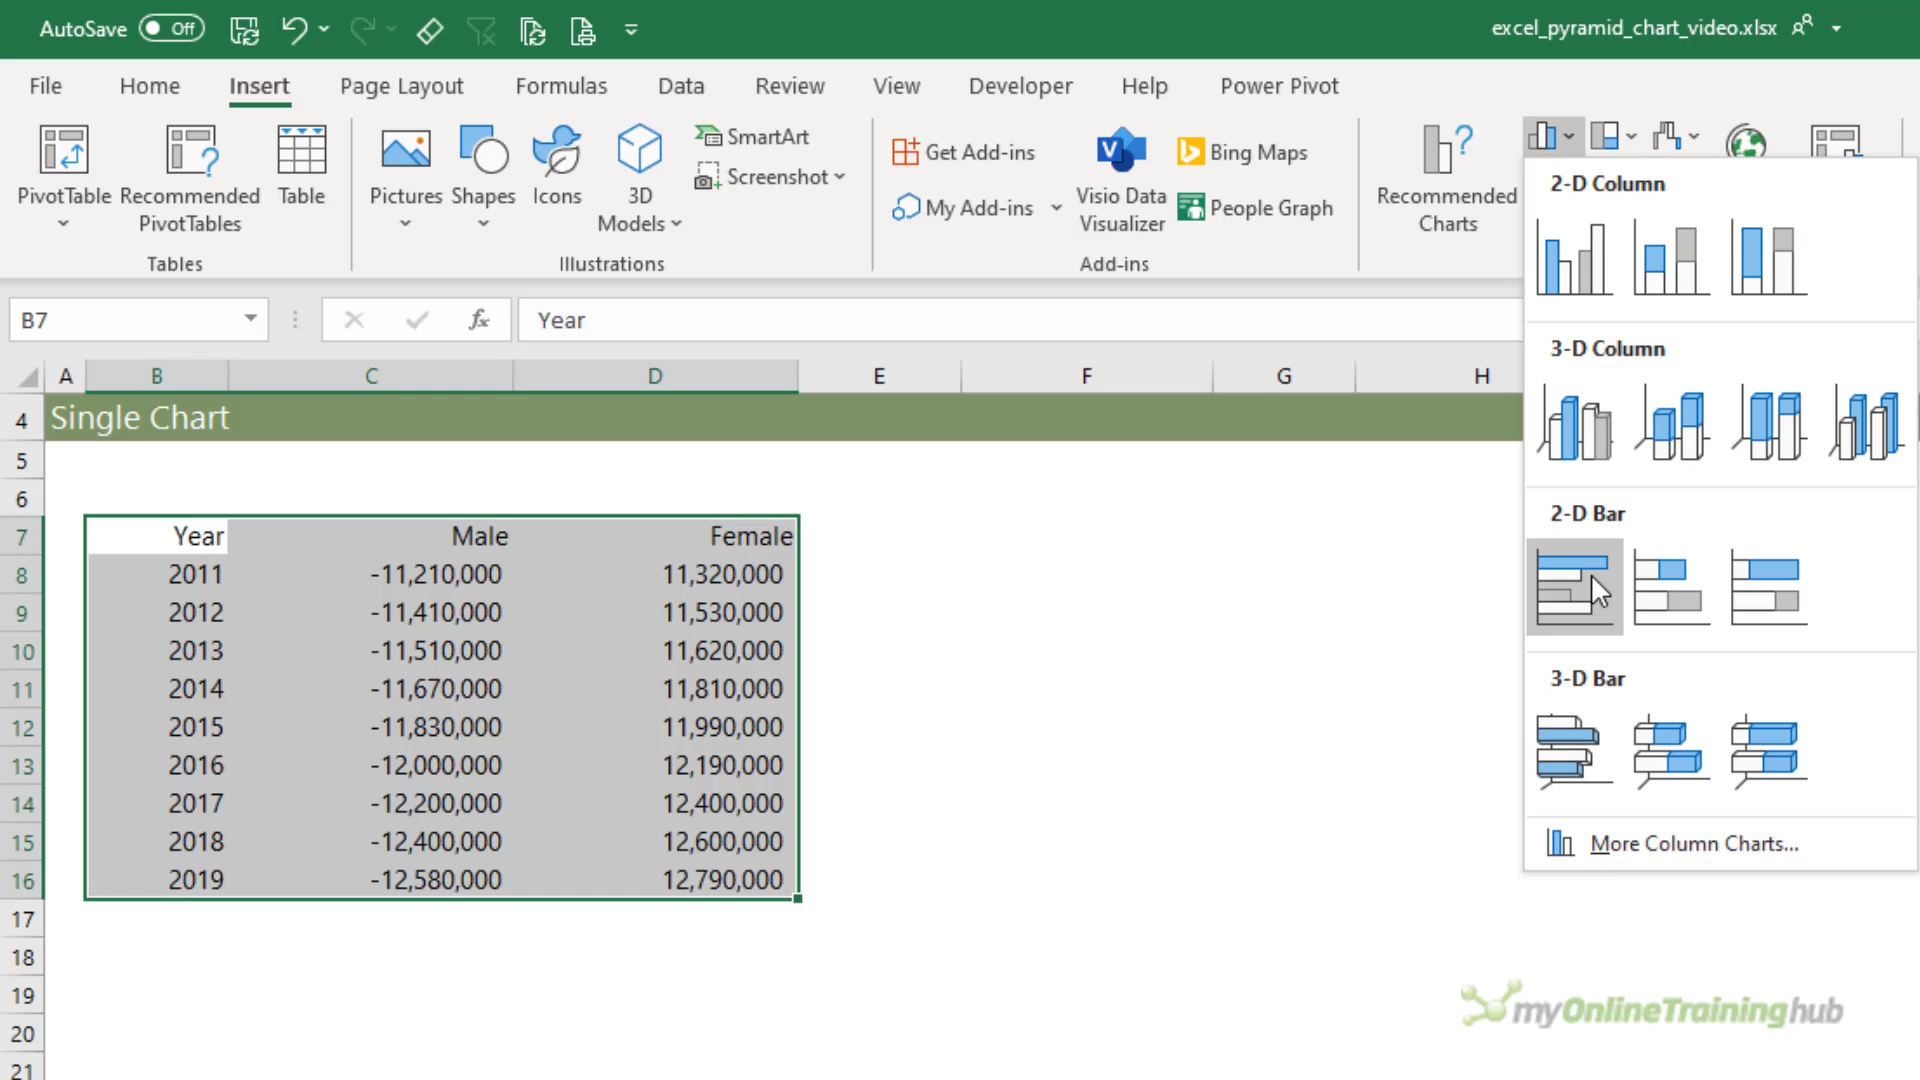 AutoSave Off excel_pyramid_chart_video.xlsx
File Home Insert Page Layout Formulas Data Review View Developer Help Power Pivot
PivotTable
Recommended
PivotTables
Table
Tables
Pictures
Shapes
Icons
3D
Models
SmartArt
Screenshot
Illustrations
Get Add-ins
My Add-ins
Visio Data
Visualizer
Bing Maps
People Graph
Add-ins
Recommended
Charts
2-D Column
3-D Column
2-D Bar
3-D Bar
More Column Charts...
B7 fx Year
A B C D E F G H
4 Single Chart
5
6
7 Year Male Female
8 2011 -11,210,000 11,320,000
9 2012 -11,410,000 11,530,000
10 2013 -11,510,000 11,620,000
11 2014 -11,670,000 11,810,000
12 2015 -11,830,000 11,990,000
13 2016 -12,000,000 12,190,000
14 2017 -12,200,000 12,400,000
15 2018 -12,400,000 12,600,000
16 2019 -12,580,000 12,790,000
17
18
19
20
21
myOnlineTraininghub